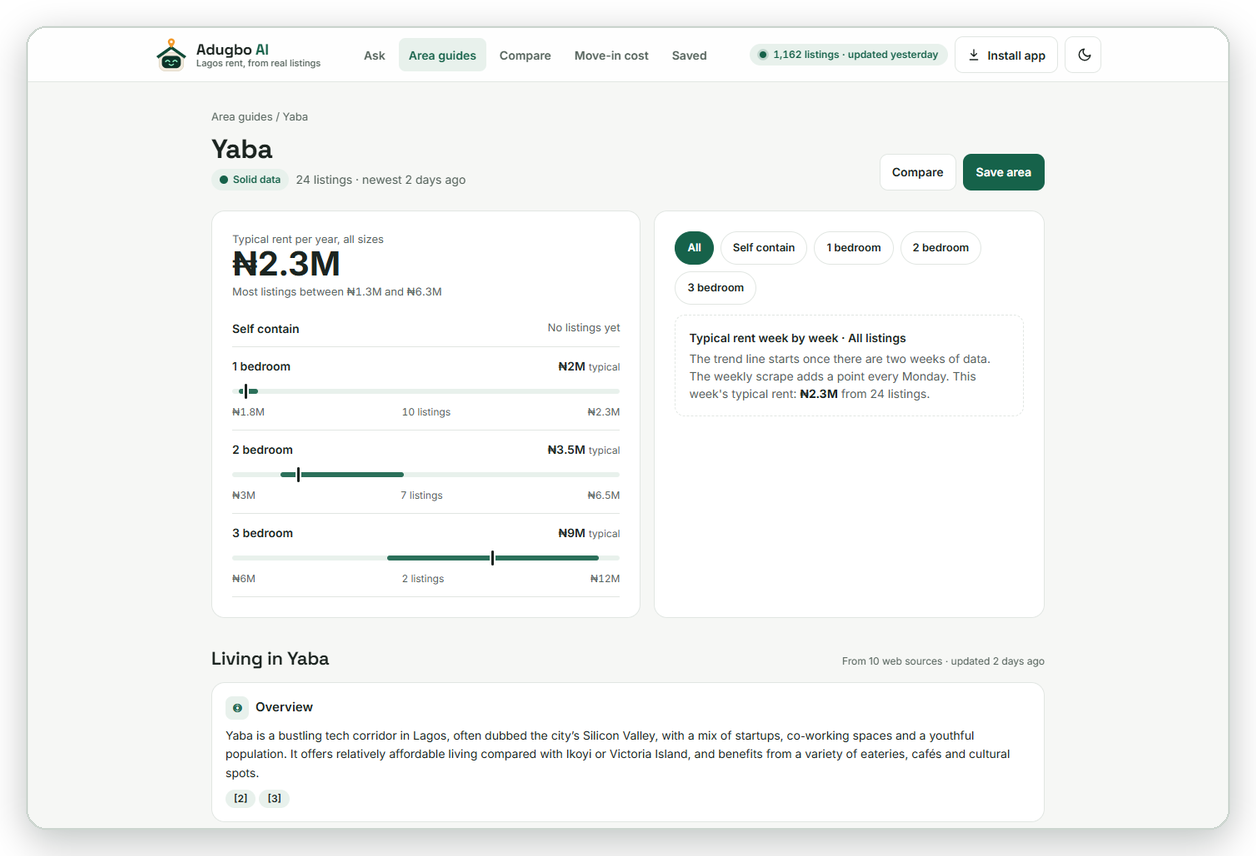 Adugbo AI
Lagos rent, from real listings
Ask
Area guides
Compare
Move-in cost
Saved
1,162 listings · updated yesterday
Install app
Area guides / Yaba
Yaba
Solid data
24 listings · newest 2 days ago
Compare
Save area
Typical rent per year, all sizes
₦2.3M
Most listings between ₦1.3M and ₦6.3M
Self contain
No listings yet
1 bedroom
₦2M typical
₦1.8M
10 listings
₦2.3M
2 bedroom
₦3.5M typical
₦3M
7 listings
₦6.5M
3 bedroom
₦9M typical
₦6M
2 listings
₦12M
All
Self contain
1 bedroom
2 bedroom
3 bedroom
Typical rent week by week · All listings
The trend line starts once there are two weeks of data.
The weekly scrape adds a point every Monday. This
week's typical rent: ₦2.3M from 24 listings.
Living in Yaba
From 10 web sources · updated 2 days ago
Overview
Yaba is a bustling tech corridor in Lagos, often dubbed the city’s Silicon Valley, with a mix of startups, co-working spaces and a youthful
population. It offers relatively affordable living compared with Ikoyi or Victoria Island, and benefits from a variety of eateries, cafés and cultural
spots.
[2]
[3]